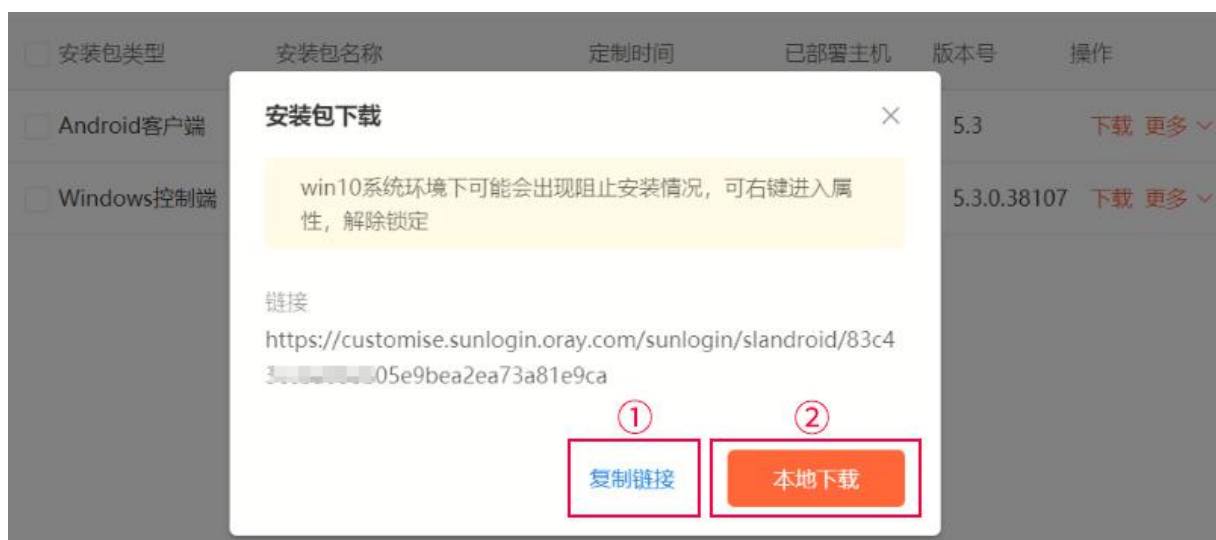 安装包类型 安装包名称 定制时间 已部署主机 版本号 操作
安装包下载
Android客户端 5.3 下载 更多
win10系统环境下可能会出现阻止安装情况，可右键进入属
性，解除锁定
Windows控制端 5.3.0.38107 下载 更多
链接
https://customise.sunlogin.oray.com/sunlogin/slandroid/83c4
05e9bea2ea73a81e9ca
① ②
复制链接 本地下载